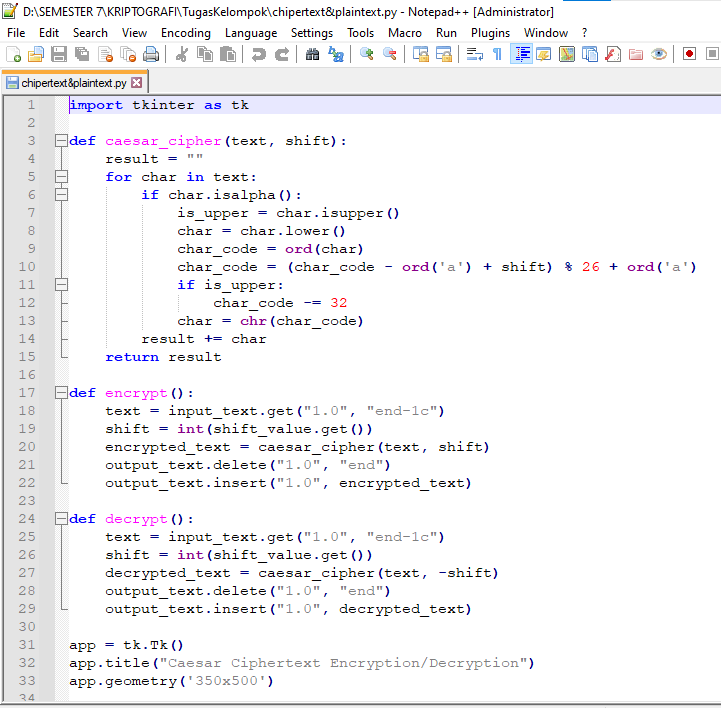 D:\SEMESTER 7\KRIPTOGRAFI\TugasKelompok\chipertext&plaintext.py - Notepad++ [Administrator]
File Edit Search View Encoding Language Settings Tools Macro Run Plugins Window ?
chipertext&plaintext.py
1 import tkinter as tk
2
3 def caesar_cipher(text, shift):
4     result = ""
5     for char in text:
6         if char.isalpha():
7             is_upper = char.isupper()
8             char = char.lower()
9             char_code = ord(char)
10             char_code = (char_code - ord('a') + shift) % 26 + ord('a')
11             if is_upper:
12                 char_code -= 32
13             char = chr(char_code)
14         result += char
15     return result
16
17 def encrypt():
18     text = input_text.get("1.0", "end-1c")
19     shift = int(shift_value.get())
20     encrypted_text = caesar_cipher(text, shift)
21     output_text.delete("1.0", "end")
22     output_text.insert("1.0", encrypted_text)
23
24 def decrypt():
25     text = input_text.get("1.0", "end-1c")
26     shift = int(shift_value.get())
27     decrypted_text = caesar_cipher(text, -shift)
28     output_text.delete("1.0", "end")
29     output_text.insert("1.0", decrypted_text)
30
31 app = tk.Tk()
32 app.title("Caesar Ciphertext Encryption/Decryption")
33 app.geometry('350x500')
34